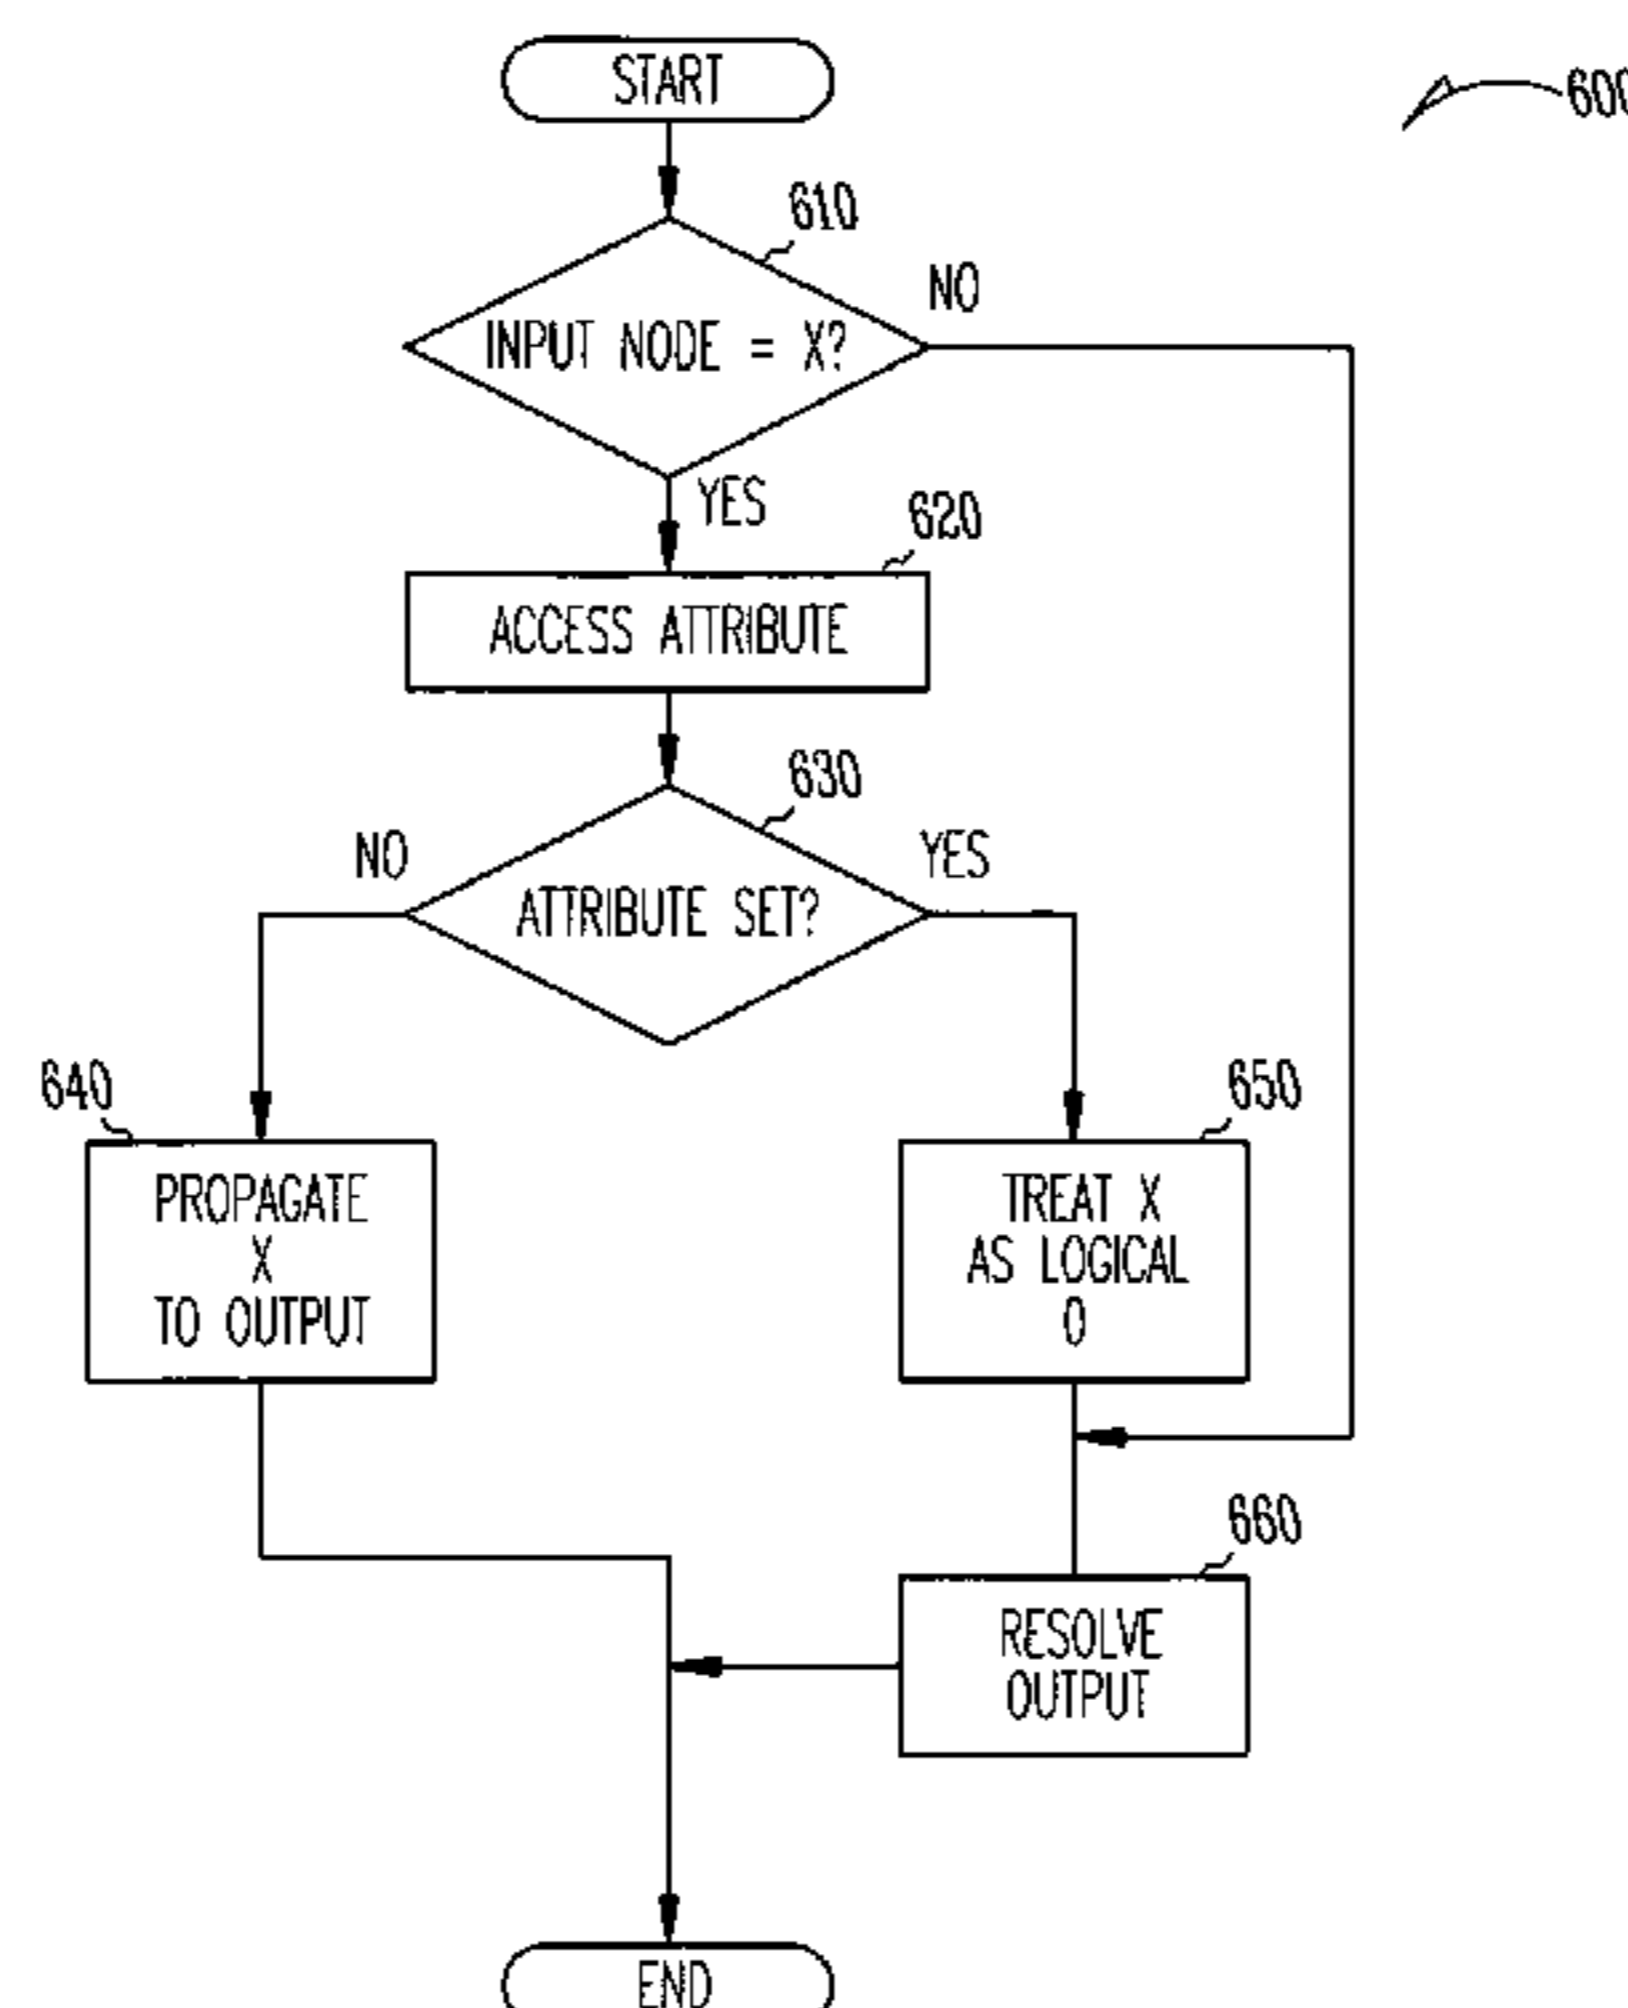 START
600
610
NO
INPUT NODE = X?
YES
620
ACCESS ATTRIBUTE
630
NO
YES
ATTRIBUTE SET?
640
650
PROPAGATE
X
TO OUTPUT
TREAT X
AS LOGICAL
0
660
RESOLVE
OUTPUT
END